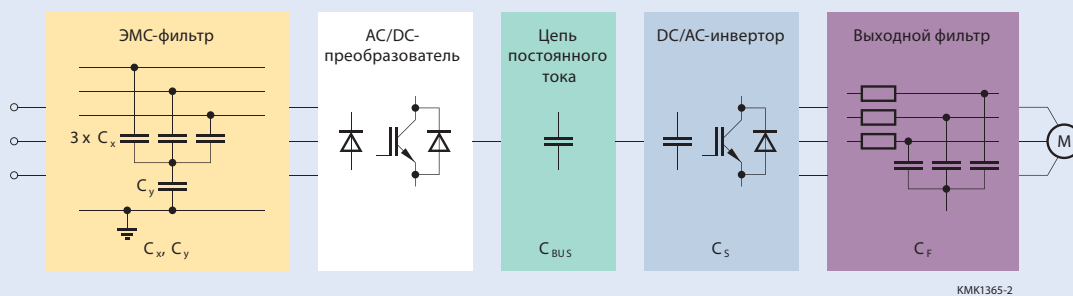 ЭМС-фильтр
3 x Cx
Cy
Cx, Cy
AC/DC-
преобразователь
Цепь
постоянного
тока
CBUS
DC/AC-инвертор
CS
Выходной фильтр
CF
M
KMK1365-2